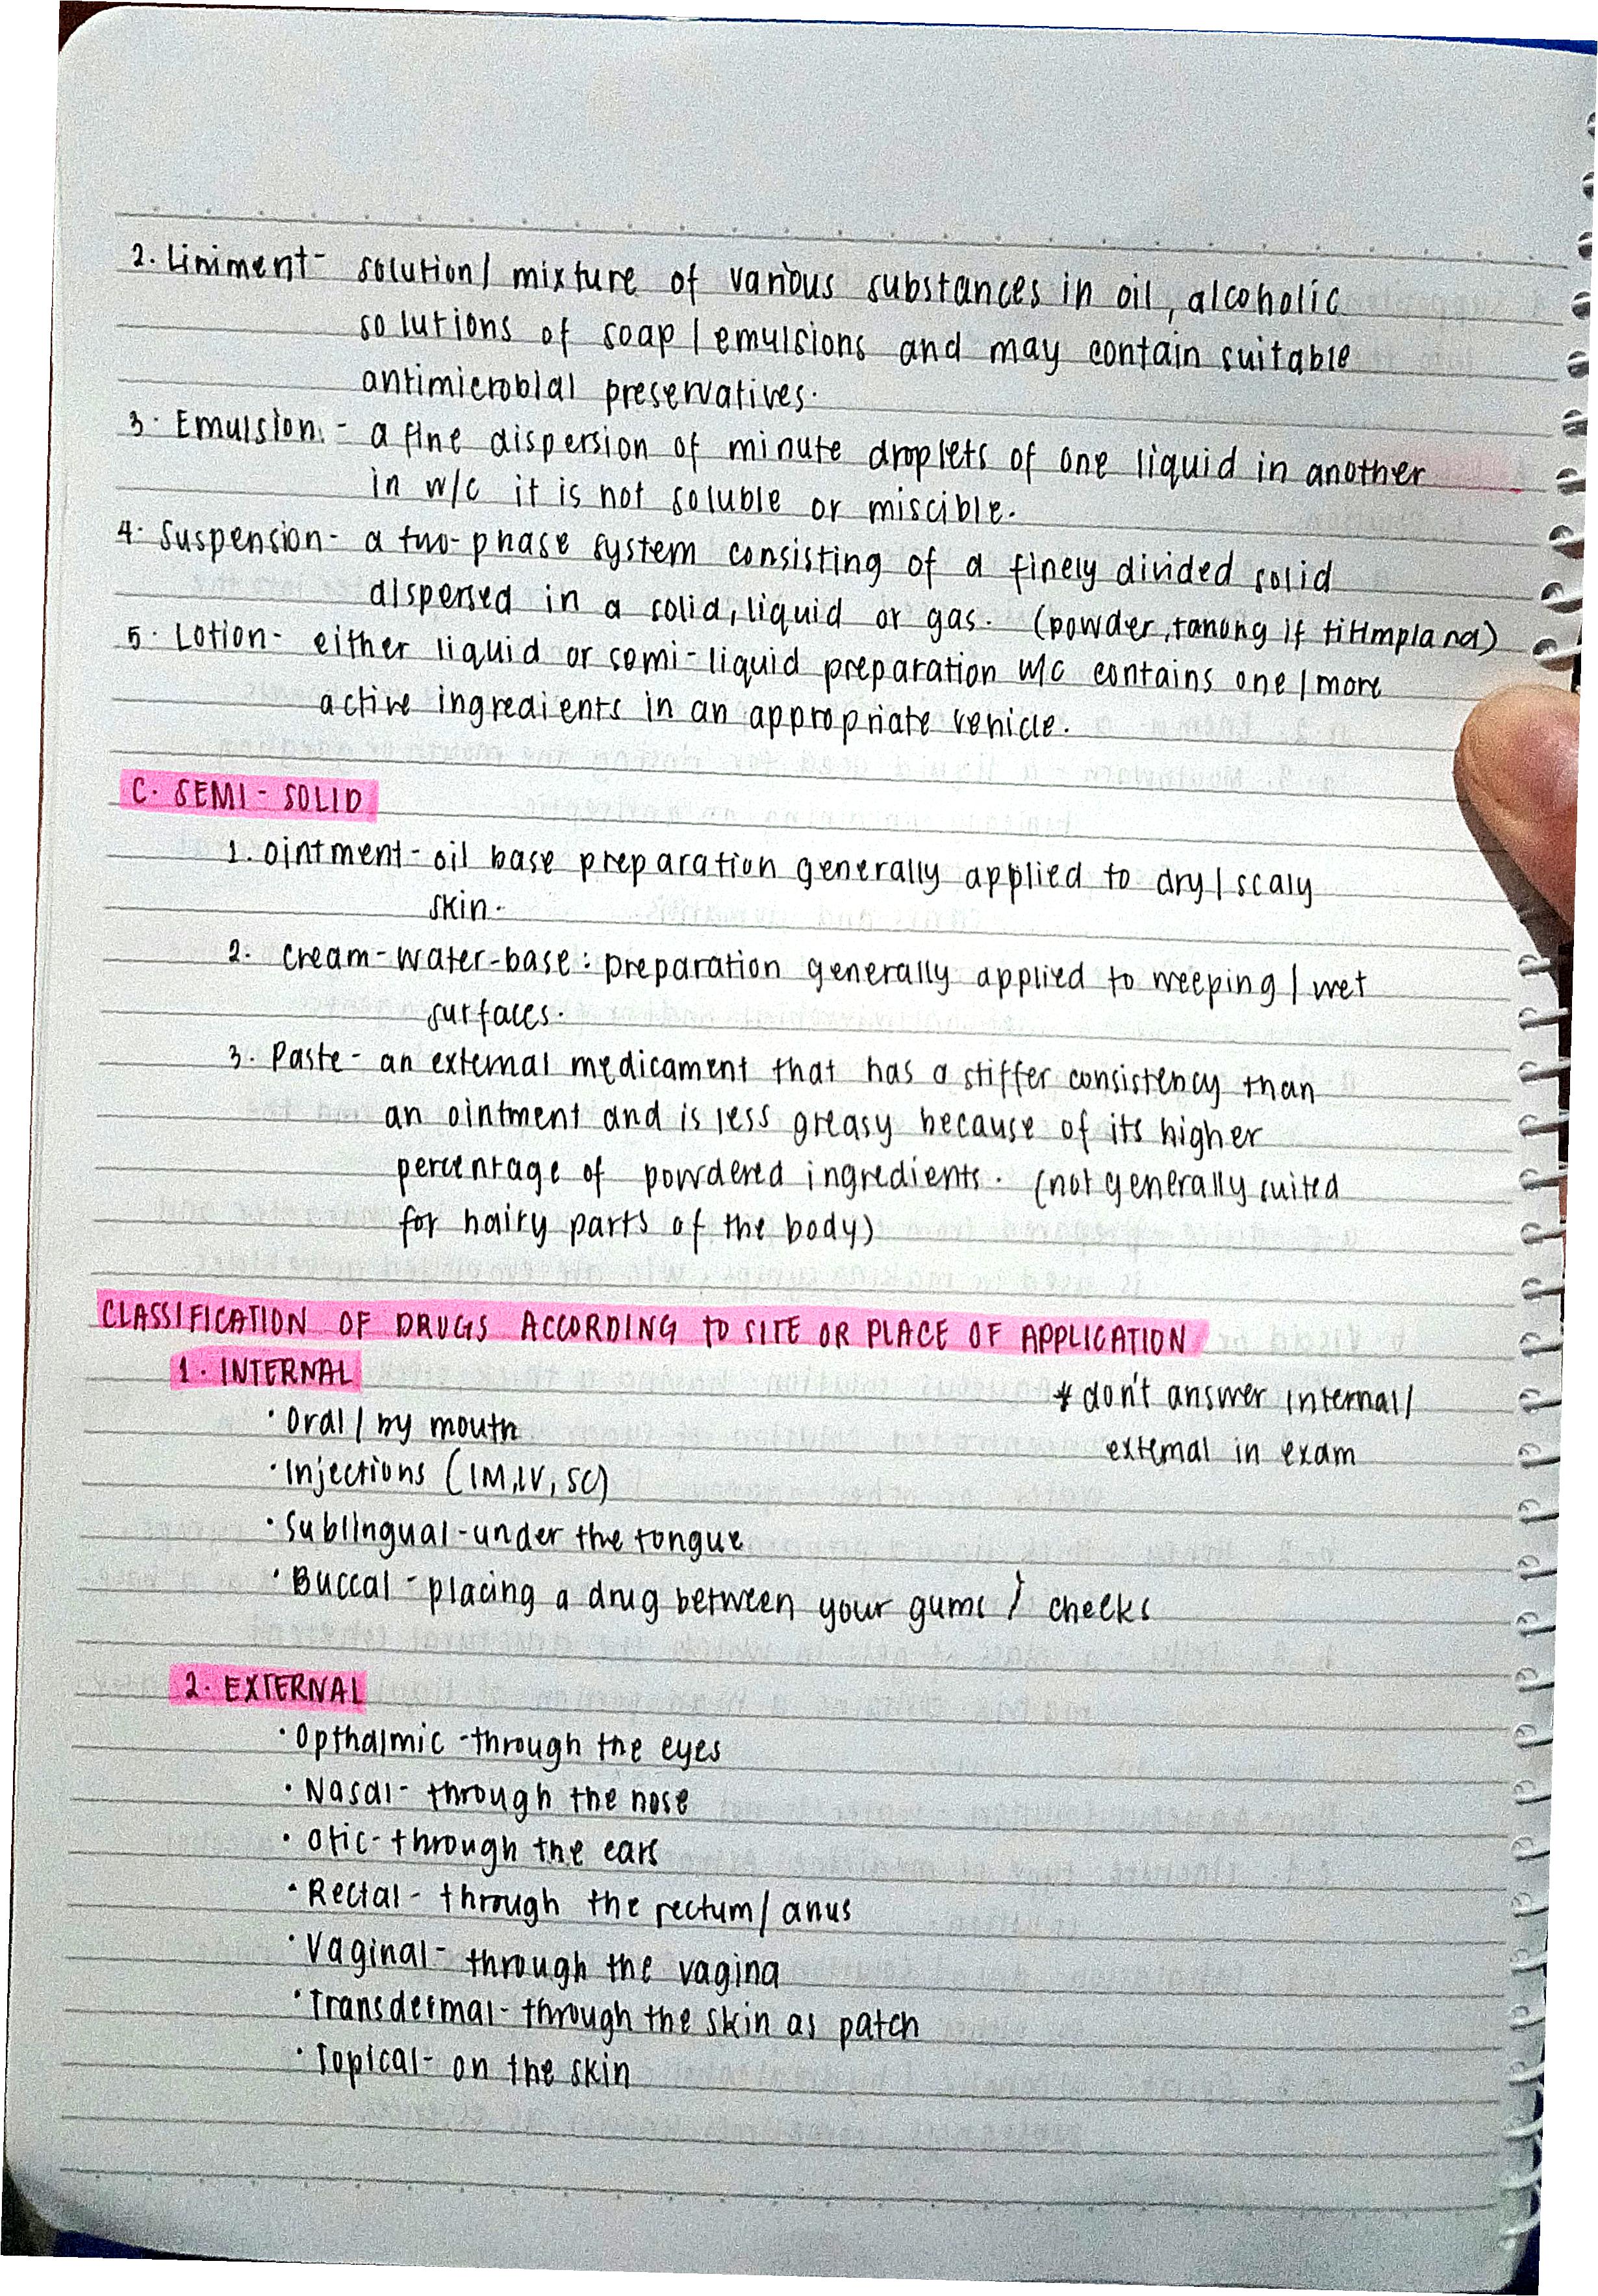 2. Liniment - solution/ mixture of various substances in oil, alcoholic
solutions of soap / emulsions and may contain suitable
antimicrobial preservatives.
3. Emulsion - a fine dispersion of minute droplets of one liquid in another
in w/c it is not soluble or miscible.
4. Suspension - a two-phase system consisting of a finely divided solid
dispersed in a solid, liquid or gas. (powder, tanong if titimpla na)
5. Lotion - either liquid or semi-liquid preparation w/c contains one / more
active ingredients in an appropriate vehicle.
C. SEMI - SOLID
1. ointment - oil base preparation generally applied to dry / scaly
skin.
2. cream - water-base : preparation generally applied to weeping / wet
surfaces.
3. Paste - an external medicament that has a stiffer consistency than
an ointment and is less greasy because of its higher
percentage of powdered ingredients. (not generally suited
for hairy parts of the body)
CLASSIFICATION OF DRUGS ACCORDING TO SITE OR PLACE OF APPLICATION
1. INTERNAL
* don't answer internal/
• Oral / by mouth
external in exam
• Injections (IM, IV, SC)
• Sublingual - under the tongue
• Buccal - placing a drug between your gums } cheeks
2. EXTERNAL
• Opthalmic - through the eyes
• Nasal - through the nose
• Otic - through the ears
• Rectal - through the rectum / anus
• Vaginal - through the vagina
• Transdermal - through the skin as patch
• Topical - on the skin